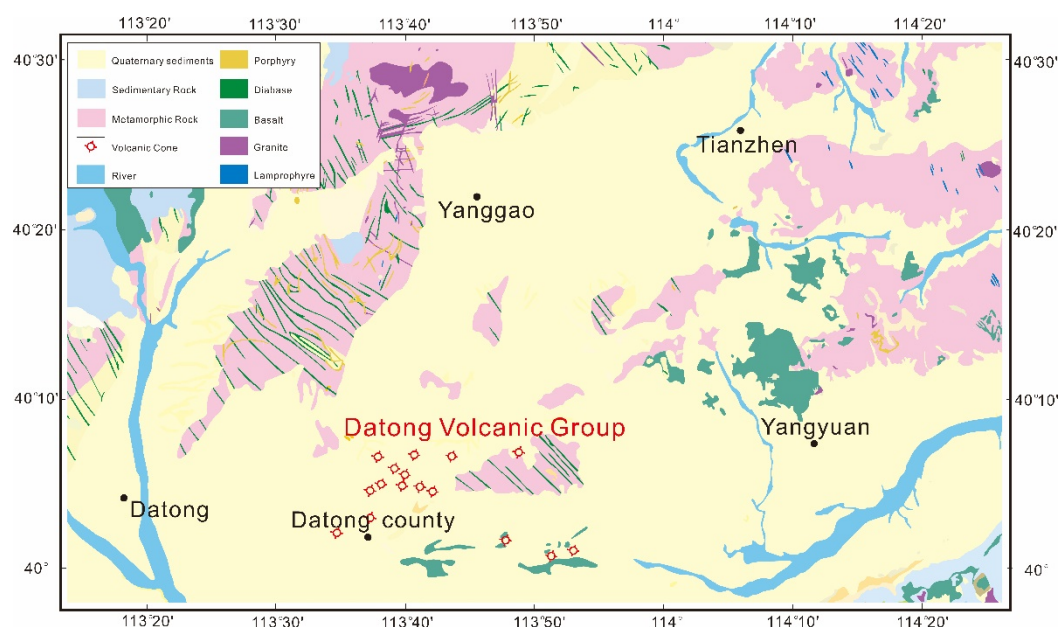 113°20' 113°30' 113°40' 113°50' 114° 114°10' 114°20'
40°30' 40°30'
Quaternary sediments Porphyry
Sedimentary Rock Diabase
Metamorphic Rock Basalt
Volcanic Cone Granite
River Lamprophyre
Tianzhen
Yanggao
40°20' 40°20'
40°10' 40°10'
Datong Volcanic Group
Yangyuan
Datong
Datong county
40° 40°
113°20' 113°30' 113°40' 113°50' 114° 114°10' 114°20'